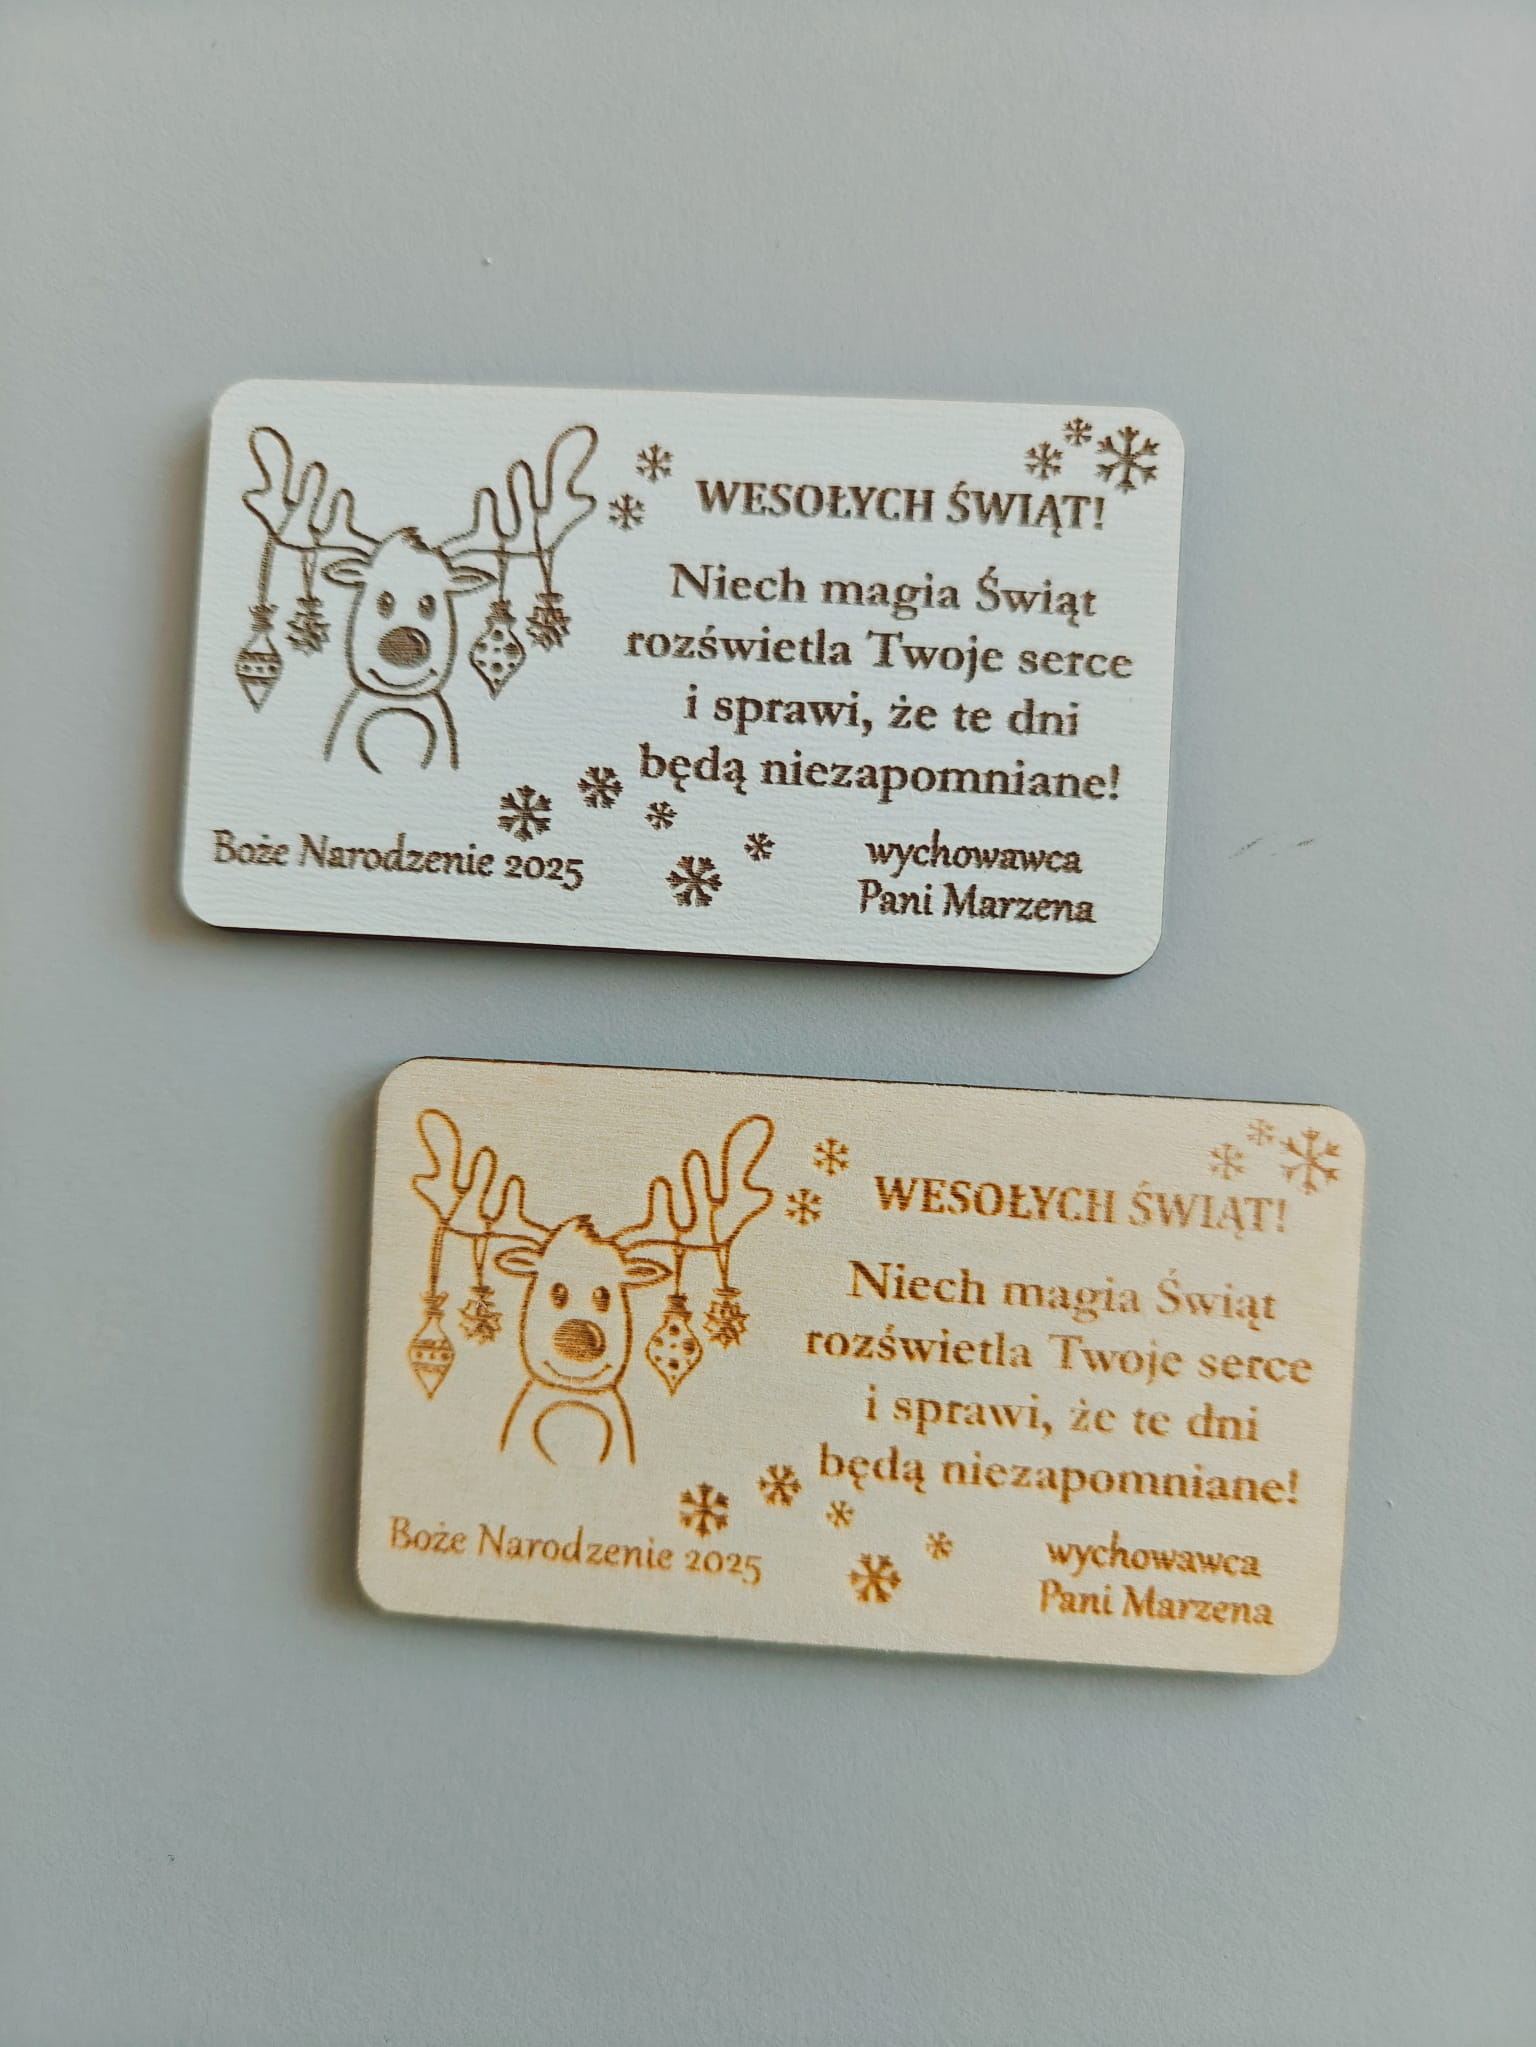 WESOŁYCH ŚWIĄT!
Niech magia Świąt
rozświetla Twoje serce
i sprawi, że te dni
będą niezapomniane!
Boże Narodzenie 2025
wychowawca
Pani Marzena
WESOŁYCH ŚWIĄT!
Niech magia Świąt
rozświetla Twoje serce
i sprawi, że te dni
będą niezapomniane!
Boże Narodzenie 2025
wychowawca
Pani Marzena